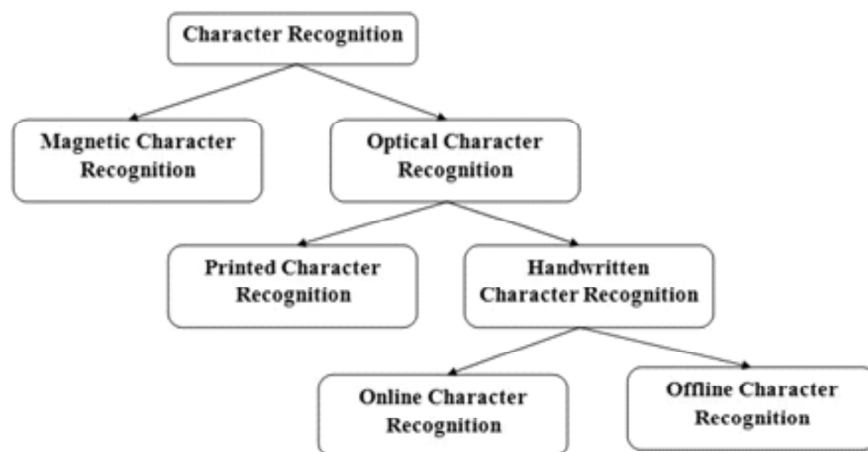 Character Recognition
Magnetic Character
Recognition
Optical Character
Recognition
Printed Character
Recognition
Handwritten
Character Recognition
Online Character
Recognition
Offline Character
Recognition